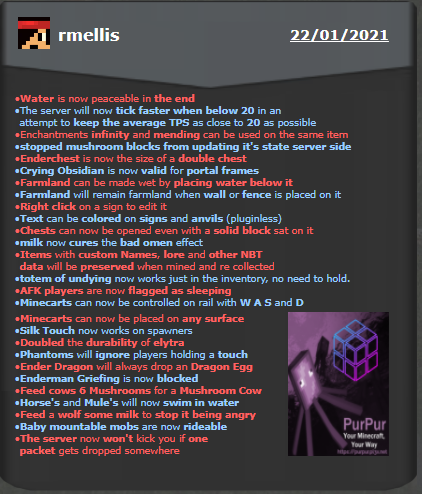 rmellis
22/01/2021
•Water is now peaceable in the end
•The server will now tick faster when below 20 in an
attempt to keep the average TPS as close to 20 as possible
•Enchantments infinity and mending can be used on the same item
•stopped mushroom blocks from updating it's state server side
•Enderchest is now the size of a double chest
•Crying Obsidian is now valid for portal frames
•Farmland can be made wet by placing water below it
•Farmland will remain farmland when wall or fence is placed on it
•Right click on a sign to edit it
•Text can be colored on signs and anvils (pluginless)
•Chests can now be opened even with a solid block sat on it
•milk now cures the bad omen effect
•Items with custom Names, lore and other NBT
data will be preserved when mined and re collected
•totem of undying now works just in the inventory, no need to hold.
•AFK players are now flagged as sleeping
•Minecarts can now be controlled on rail with W A S and D
•Minecarts can now be placed on any surface
•Silk Touch now works on spawners
•Doubled the durability of elytra
•Phantoms will ignore players holding a touch
•Ender Dragon will always drop an Dragon Egg
•Enderman Griefing is now blocked
•Feed cows 6 Mushrooms for a Mushroom Cow
•Horse's and Mule's will now swim in water
•Feed a wolf some milk to stop it being angry
•Baby mountable mobs are now rideable
•The server now won't kick you if one
packet gets dropped somewhere
PurPur
Your Minecraft,
Your Way